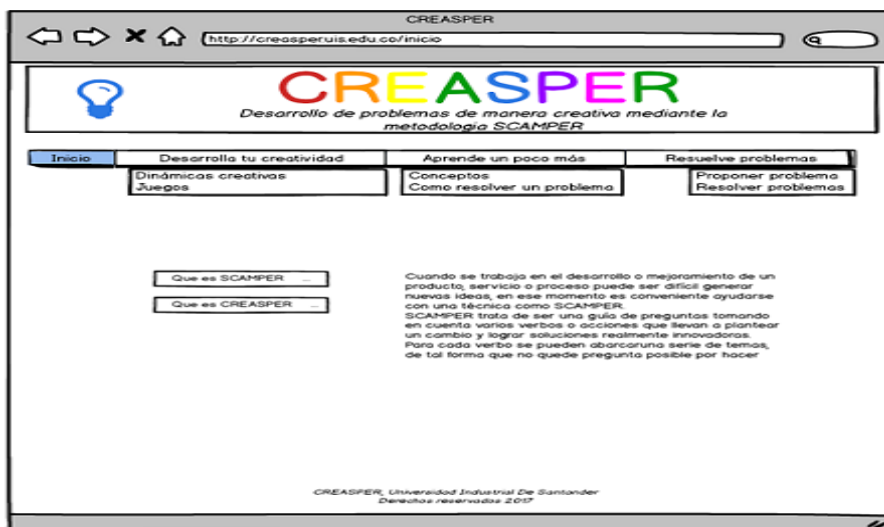 CREASPER
http://creasperuis.edu.co/inicio
CREASPER
Desarrollo de problemas de manera creativa mediante la
metodologia SCAMPER
Inicio
Desarrolla tu creatividad
Aprende un poco más
Resuelve problemas
Dinámicas creativas
Juegos
Conceptos
Como resolver un problema
Proponer problema
Resolver problemas
Que es SCAMPER ...
Que es CREASPER ...
Cuando se trabaja en el desarrollo o mejoramiento de un
producto, servicio o proceso puede ser difícil generar
nuevas ideas, en ese momento es conveniente ayudarse
con una técnica como SCAMPER.
SCAMPER trata de ser una guía de preguntas tomando
en cuenta varios verbos o acciones que llevan a plantear
un cambio y lograr soluciones realmente innovadoras.
Para cada verbo se pueden abarcaruna serie de temas,
de tal forma que no quede pregunta posible por hacer
CREASPER, Universidad Industrial De Santander
Derechos reservados 2017